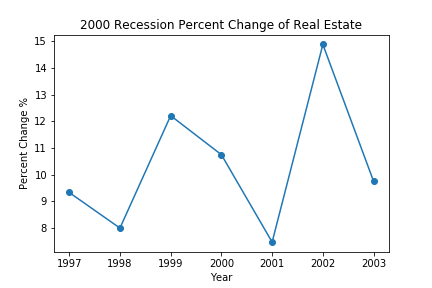 2000 Recession Percent Change of Real Estate
15
14
13
12
11
10
9
8
Percent Change %
1997 1998 1999 2000 2001 2002 2003
Year